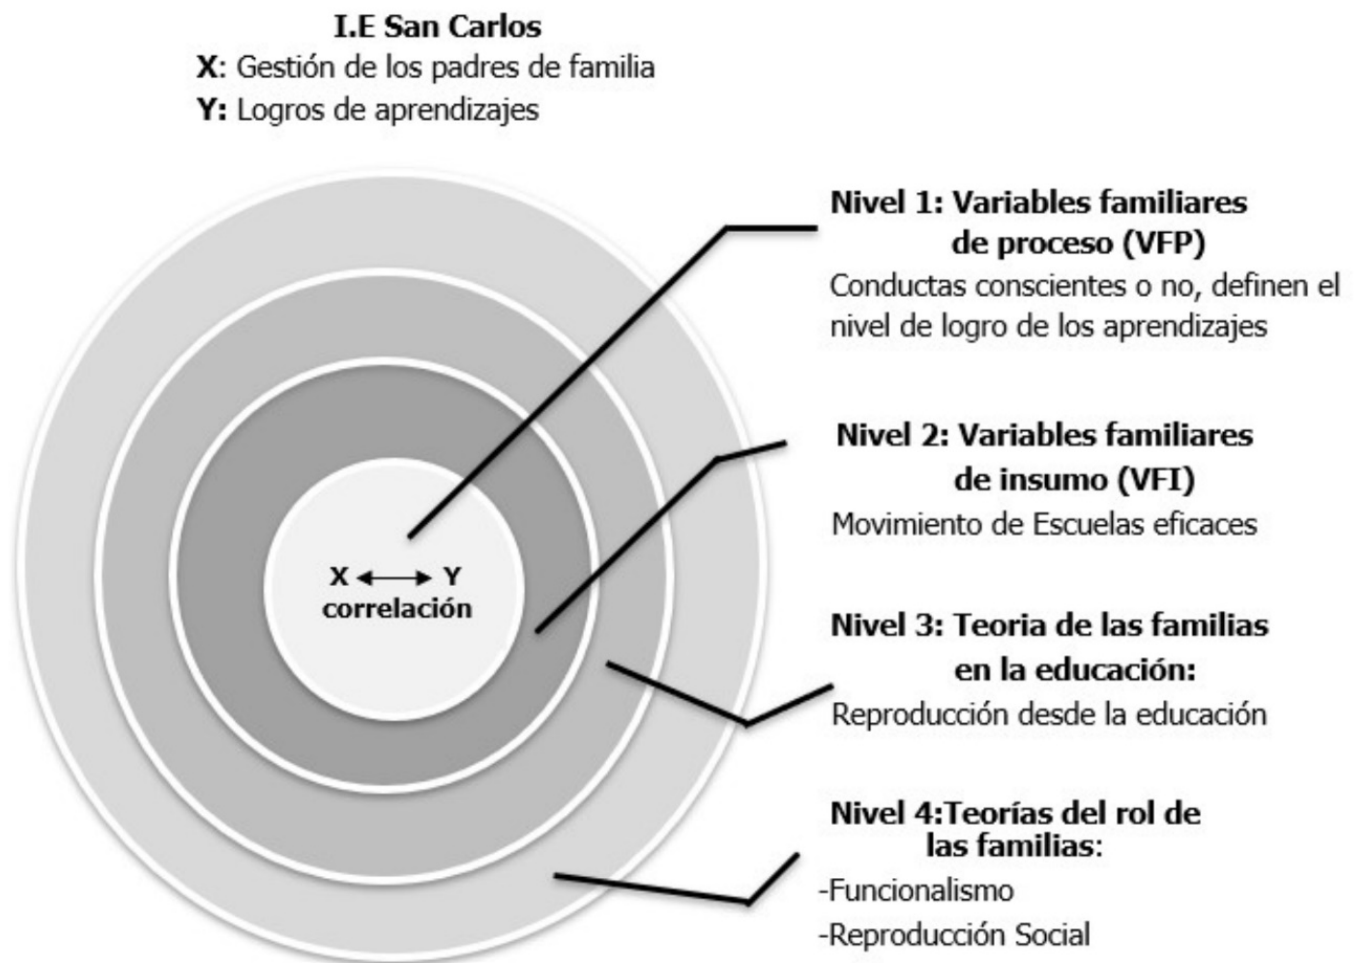 I.E San Carlos
X: Gestión de los padres de familia
Y: Logros de aprendizajes
Nivel 1: Variables familiares
de proceso (VFP)
Conductas conscientes o no, definen el
nivel de logro de los aprendizajes
Nivel 2: Variables familiares
de insumo (VFI)
Movimiento de Escuelas eficaces
X ↔ Y
correlación
Nivel 3: Teoria de las familias
en la educación:
Reproducción desde la educación
Nivel 4:Teorías del rol de
las familias:
-Funcionalismo
-Reproducción Social